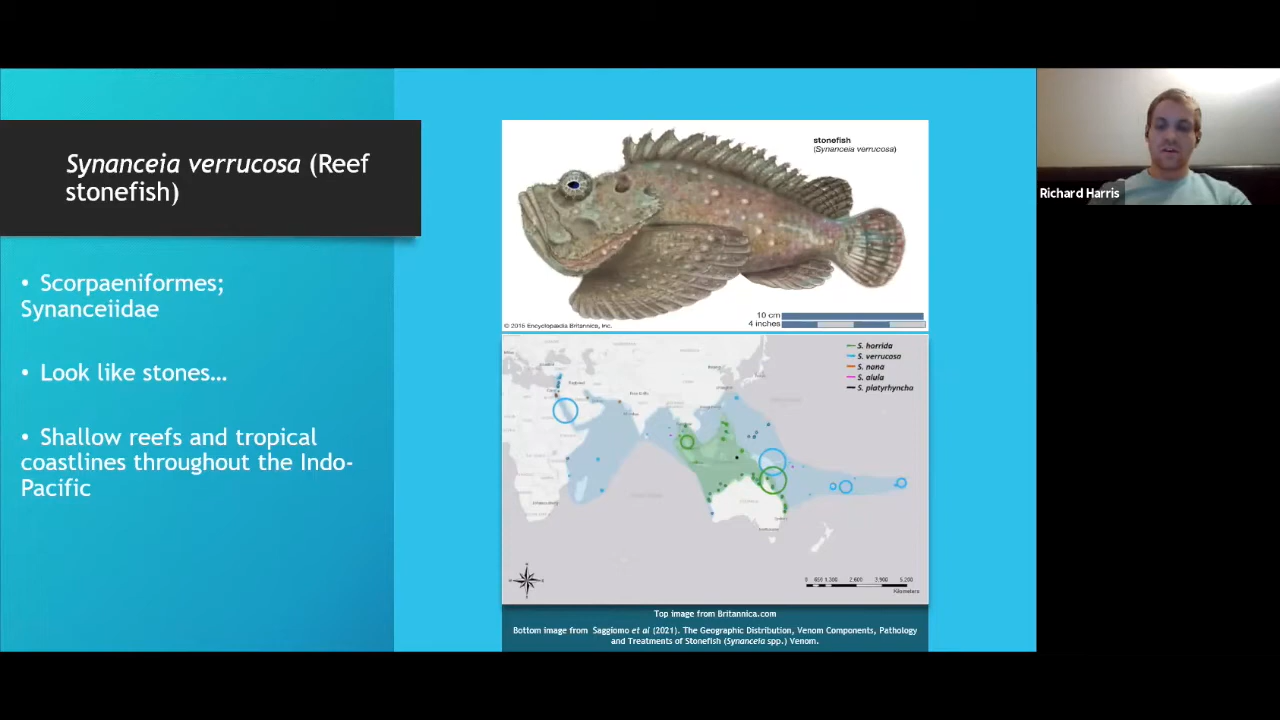 Synanceia verrucosa (Reef
stonefish)
• Scorpaeniformes;
Synanceiidae
• Look like stones…
• Shallow reefs and tropical
coastlines throughout the Indo-
Pacific
stonefish
(Synanceia verrucosa)
10 cm
4 inches
© 2016 Encyclopædia Britannica, Inc.
S. horrida
S. verrucosa
S. nana
S. alula
S. platyrhyncha
Kilometers
Top image from Britannica.com
Bottom image from Saggiomo et al (2021). The Geographic Distribution, Venom Components, Pathology
and Treatments of Stonefish (Synanceia spp.) Venom.
Richard Harris